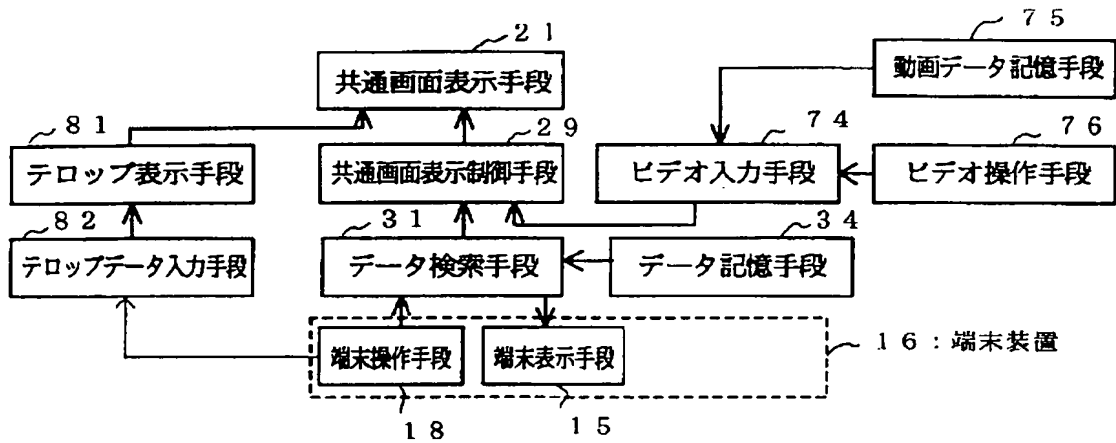 ２１
共通画面表示手段
７５
動画データ記憶手段
８１
テロップ表示手段
２９
共通画面表示制御手段
７４
ビデオ入力手段
７６
ビデオ操作手段
８２
テロップデータ入力手段
３１
データ検索手段
３４
データ記憶手段
端末操作手段
端末表示手段
１６：端末装置
１８
１５